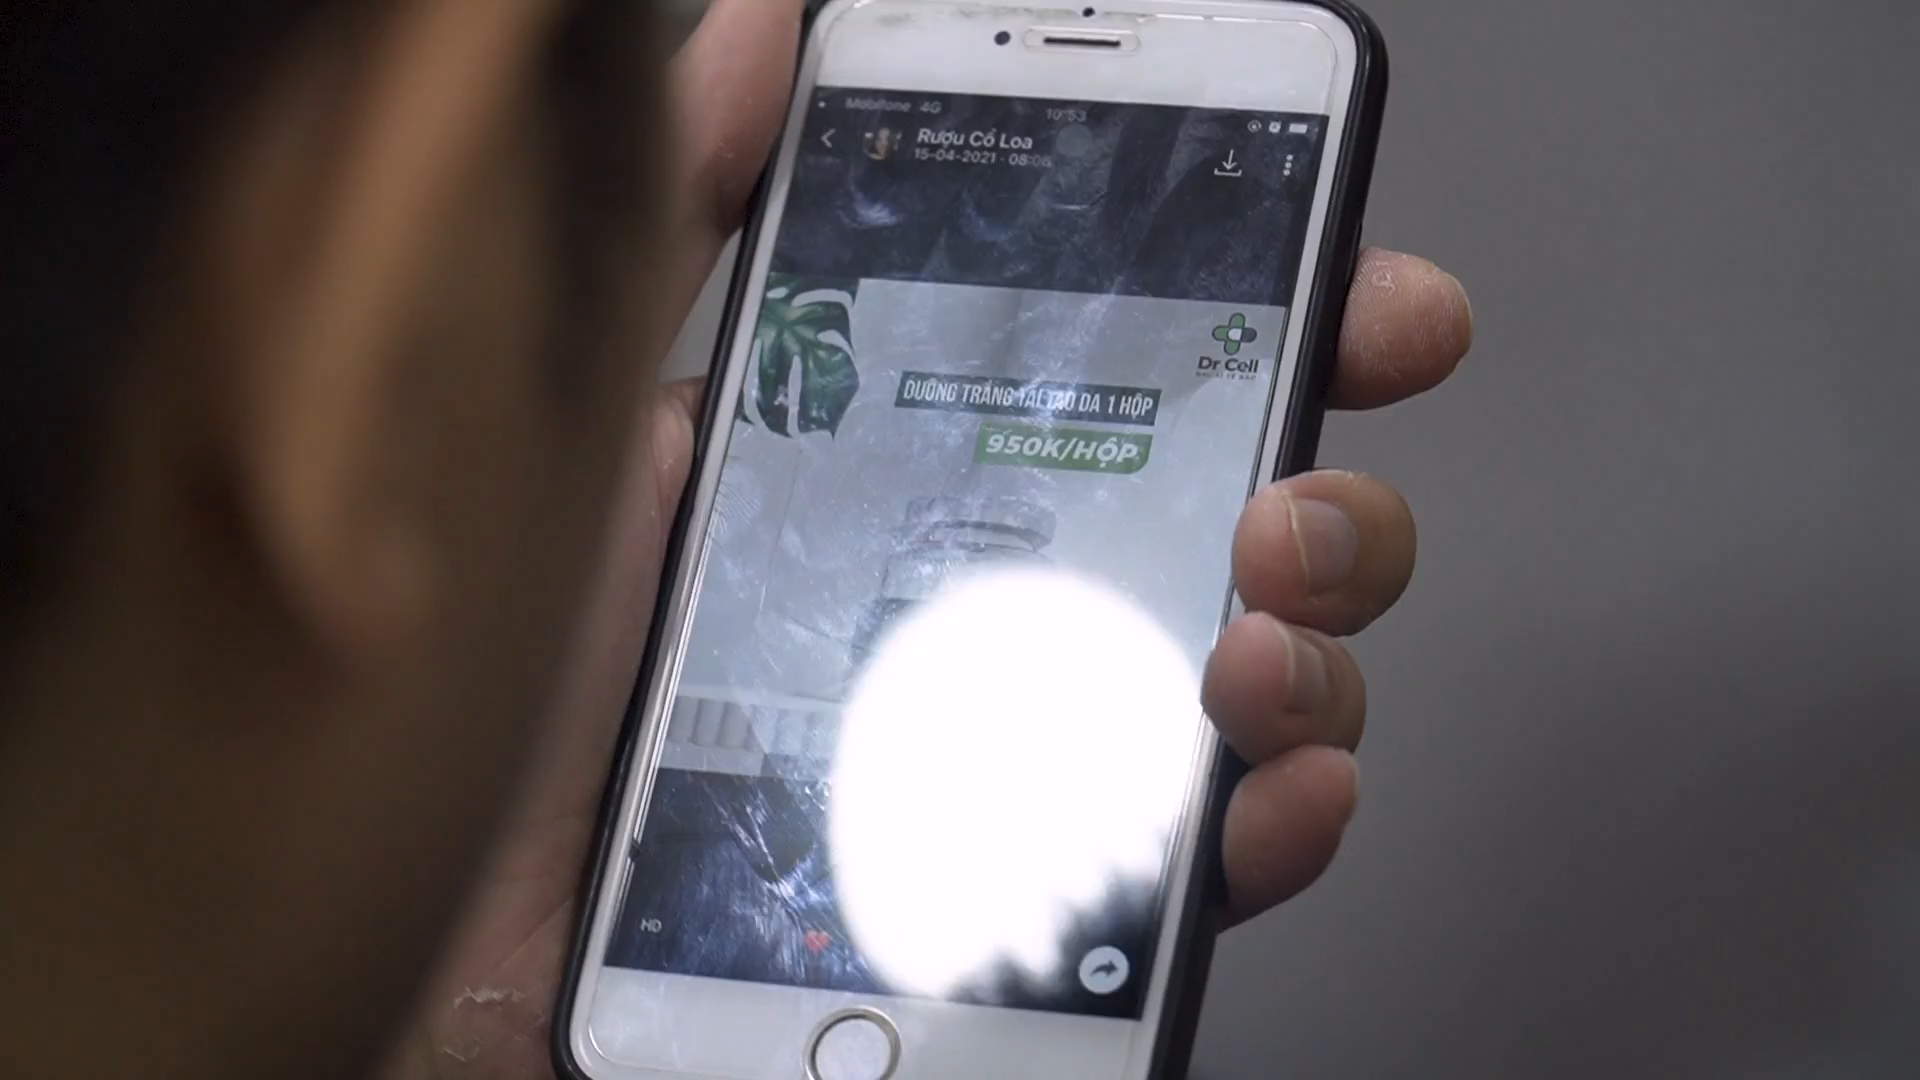 Mobifone 4G
10:53
Rượu Cổ Loa
15-04-2021 · 08:06
Dr Cell
DƯỠNG TRẮNG TÁI TẠO DA 1 HỘP
950K/HỘP
HD